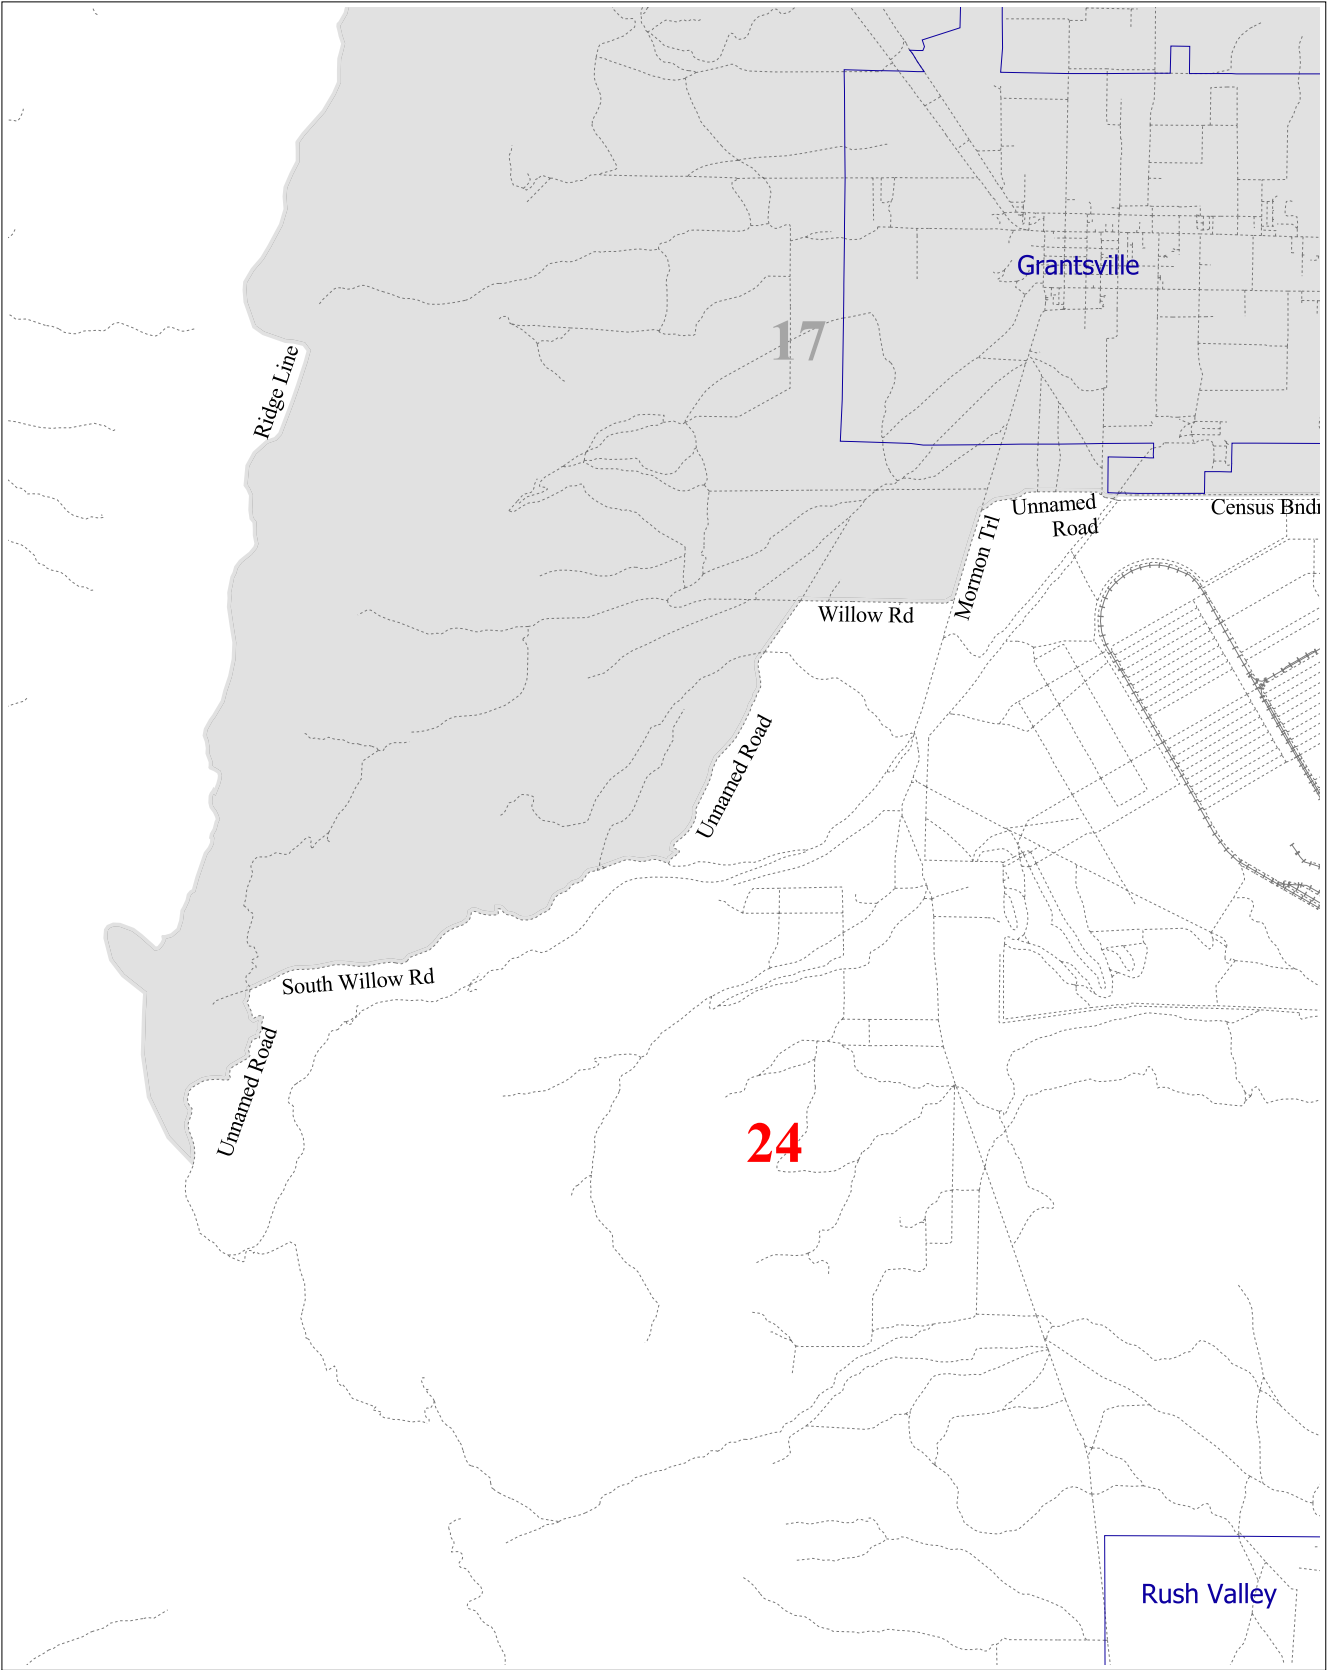 Grantsville
17
Ridge Line
Unnamed
Road
Census Bndr
Mormon Trl
Willow Rd
Unnamed Road
South Willow Rd
Unnamed Road
24
Rush Valley